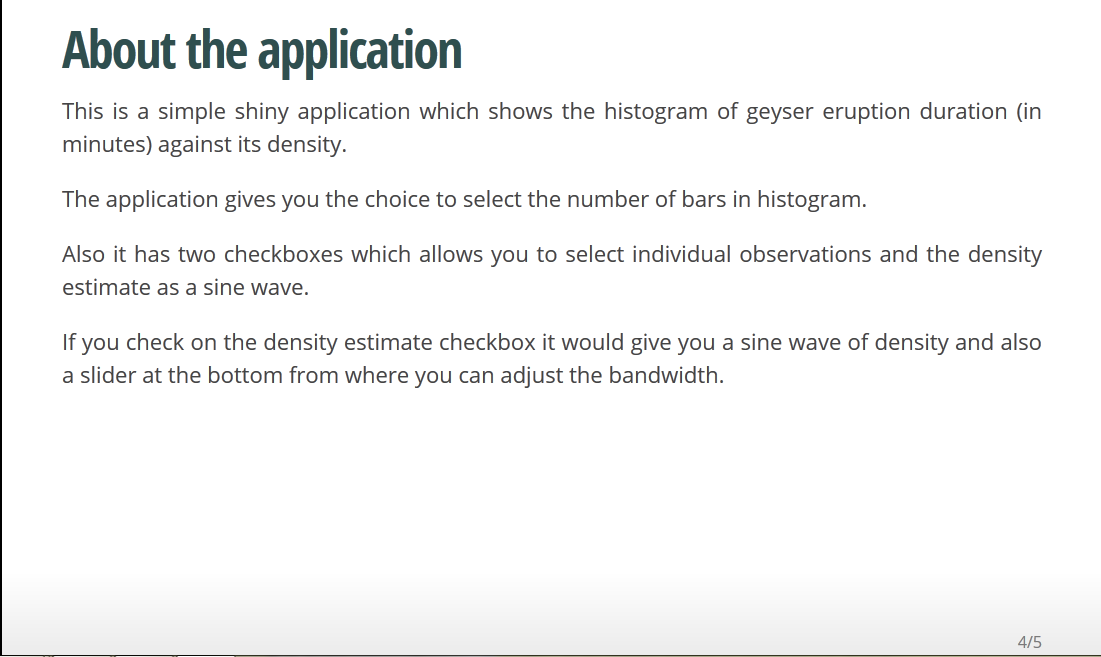 About the application
This is a simple shiny application which shows the histogram of geyser eruption duration (in
minutes) against its density.
The application gives you the choice to select the number of bars in histogram.
Also it has two checkboxes which allows you to select individual observations and the density
estimate as a sine wave.
If you check on the density estimate checkbox it would give you a sine wave of density and also
a slider at the bottom from where you can adjust the bandwidth.
4/5